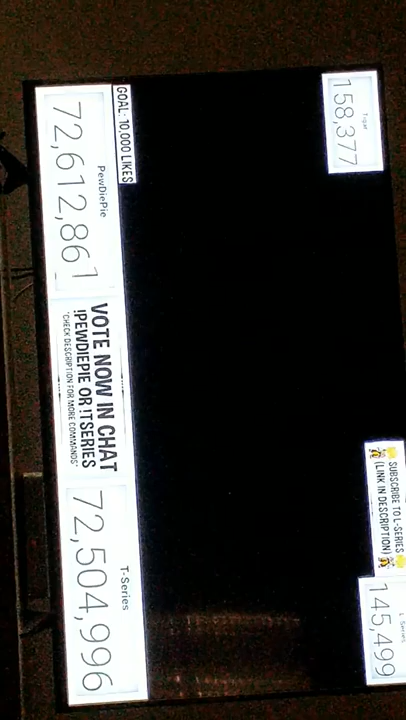 158,377
SUBSCRIBE TO L-SERIES
(LINK IN DESCRIPTION)
L Series
145,499
GOAL: 10,000 LIKES
PewDiePie
72,612,861
VOTE NOW IN CHAT
!PEWDIEPIE OR !TSERIES
*CHECK DESCRIPTION FOR MORE COMMANDS*
T-Series
72,504,996